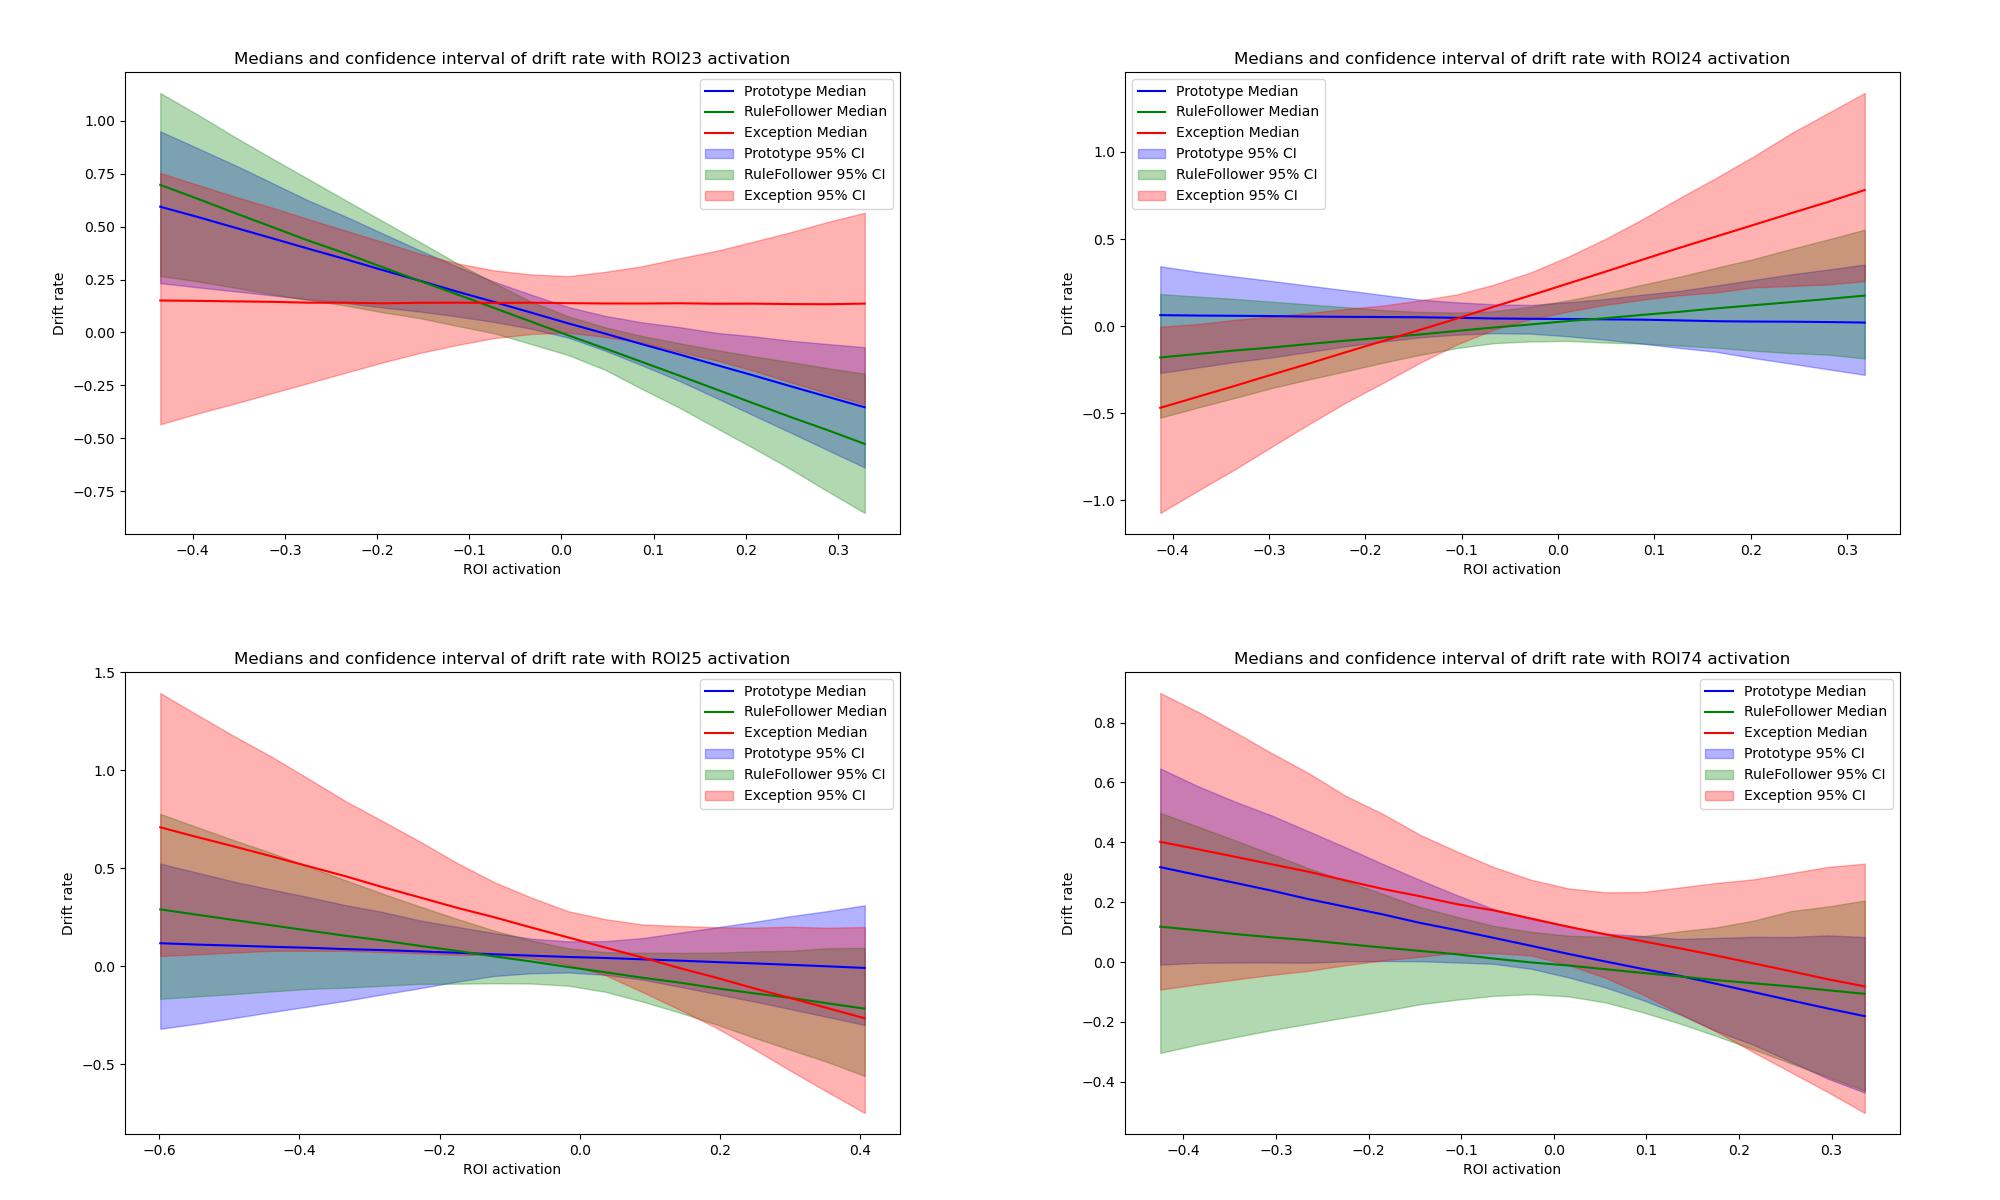 Medians and confidence interval of drift rate with ROI23 activation
Prototype Median
RuleFollower Median
Exception Median
Prototype 95% CI
RuleFollower 95% CI
Exception 95% CI
1.00
0.75
0.50
0.25
0.00
−0.25
−0.50
−0.75
Drift rate
−0.4 −0.3 −0.2 −0.1 0.0 0.1 0.2 0.3
ROI activation
Medians and confidence interval of drift rate with ROI24 activation
Prototype Median
RuleFollower Median
Exception Median
Prototype 95% CI
RuleFollower 95% CI
Exception 95% CI
1.0
0.5
0.0
−0.5
−1.0
Drift rate
−0.4 −0.3 −0.2 −0.1 0.0 0.1 0.2 0.3
ROI activation
Medians and confidence interval of drift rate with ROI25 activation
Prototype Median
RuleFollower Median
Exception Median
Prototype 95% CI
RuleFollower 95% CI
Exception 95% CI
1.5
1.0
0.5
0.0
−0.5
Drift rate
−0.6 −0.4 −0.2 0.0 0.2 0.4
ROI activation
Medians and confidence interval of drift rate with ROI74 activation
Prototype Median
RuleFollower Median
Exception Median
Prototype 95% CI
RuleFollower 95% CI
Exception 95% CI
0.8
0.6
0.4
0.2
0.0
−0.2
−0.4
Drift rate
−0.4 −0.3 −0.2 −0.1 0.0 0.1 0.2 0.3
ROI activation